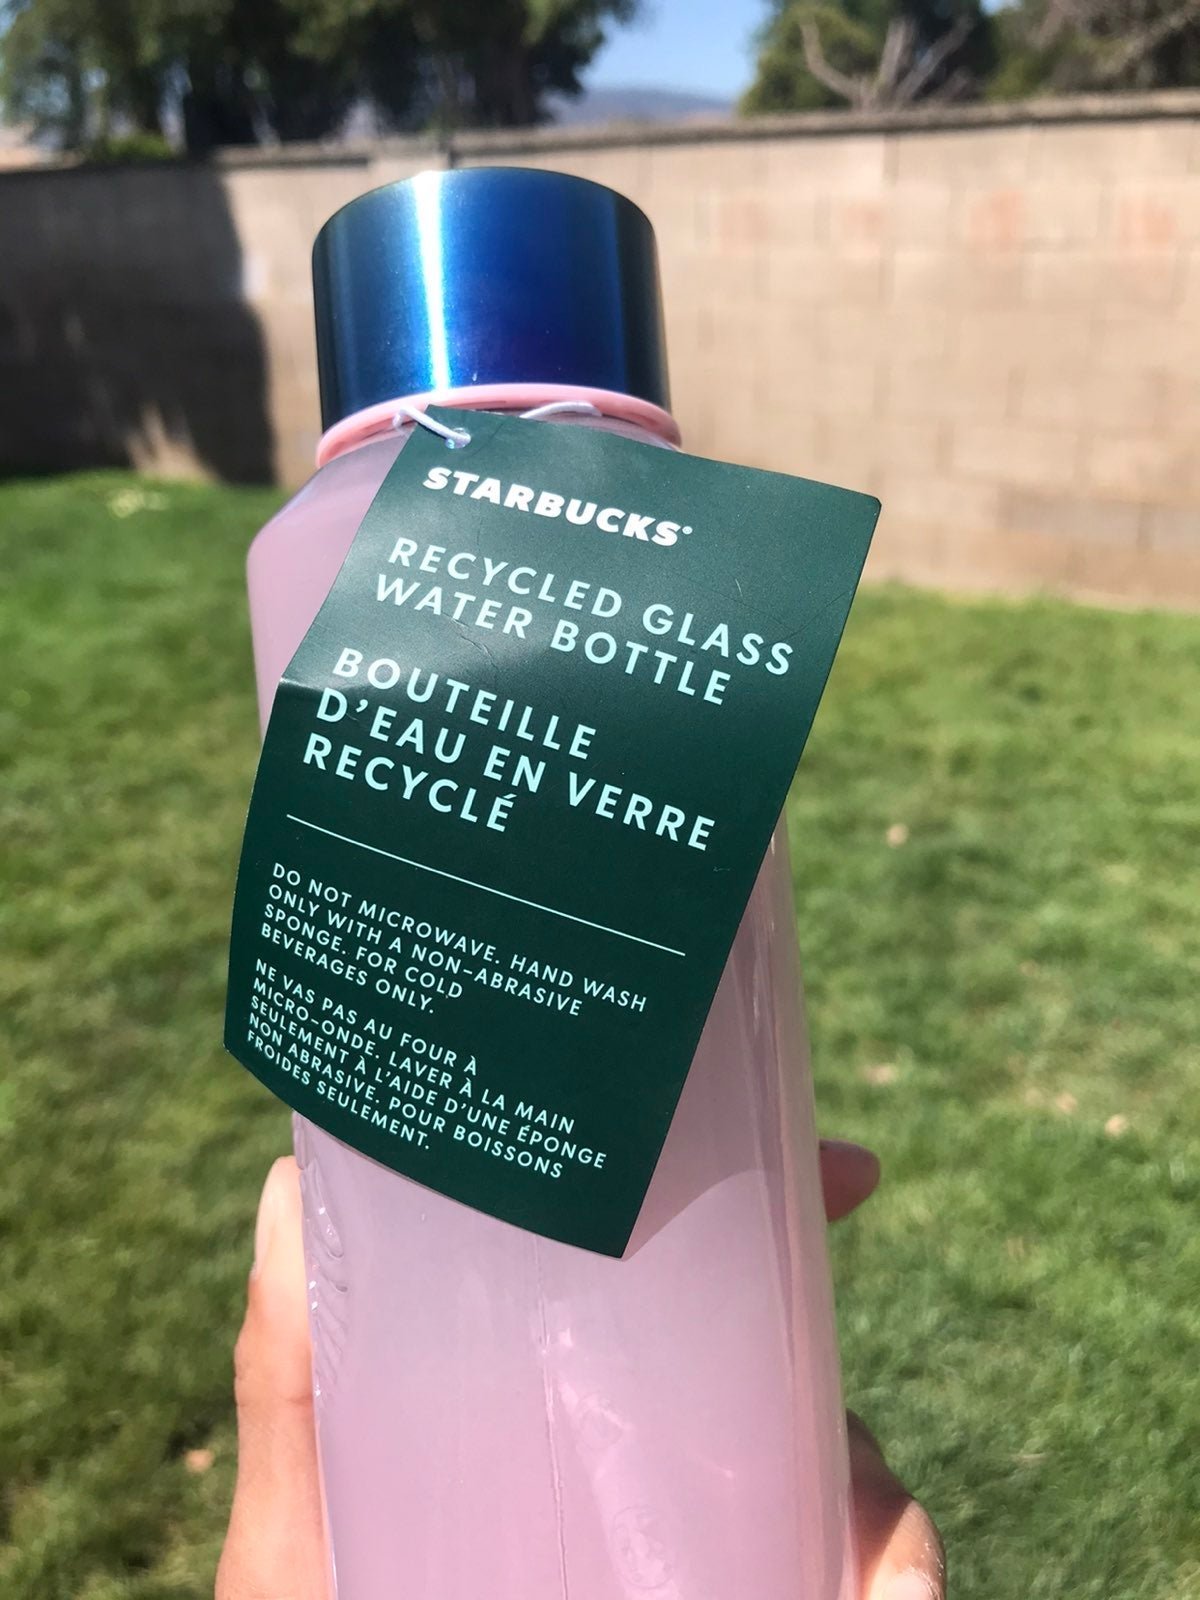 STARBUCKS®
RECYCLED GLASS
WATER BOTTLE
BOUTEILLE
D'EAU EN VERRE
RECYCLÉ
DO NOT MICROWAVE. HAND WASH
ONLY WITH A NON-ABRASIVE
SPONGE. FOR COLD
BEVERAGES ONLY.
NE VAS PAS AU FOUR À
MICRO-ONDE. LAVER À LA MAIN
SEULEMENT À L'AIDE D'UNE ÉPONGE
NON ABRASIVE. POUR BOISSONS
FROIDES SEULEMENT.